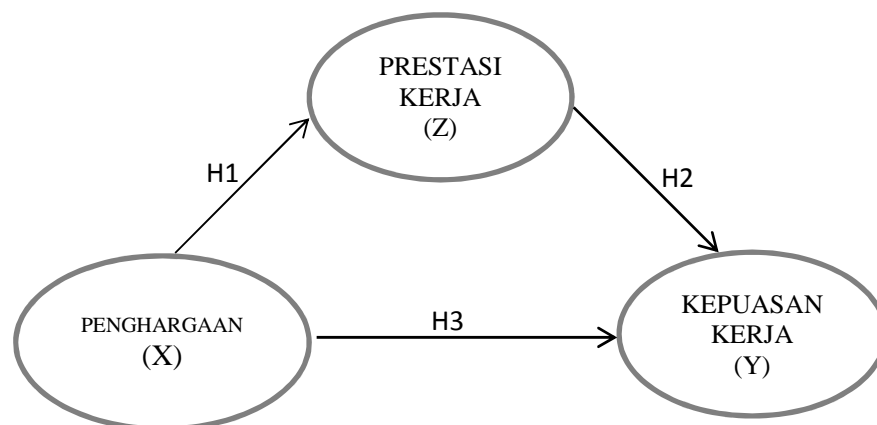 PRESTASI
KERJA
(Z)
H1
H2
PENGHARGAAN
(X)
H3
KEPUASAN
KERJA
(Y)